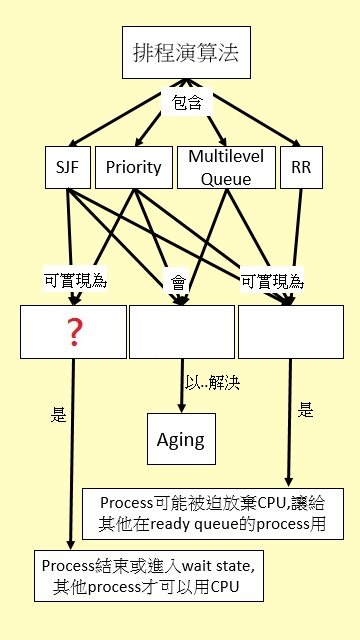 排程演算法
包含
SJF
Priority
Multilevel
Queue
RR
可實現為
會
可實現為
?
以..解決
是
是
Aging
Process可能被迫放棄CPU,讓給
其他在ready queue的process用
Process結束或進入wait state,
其他process才可以用CPU